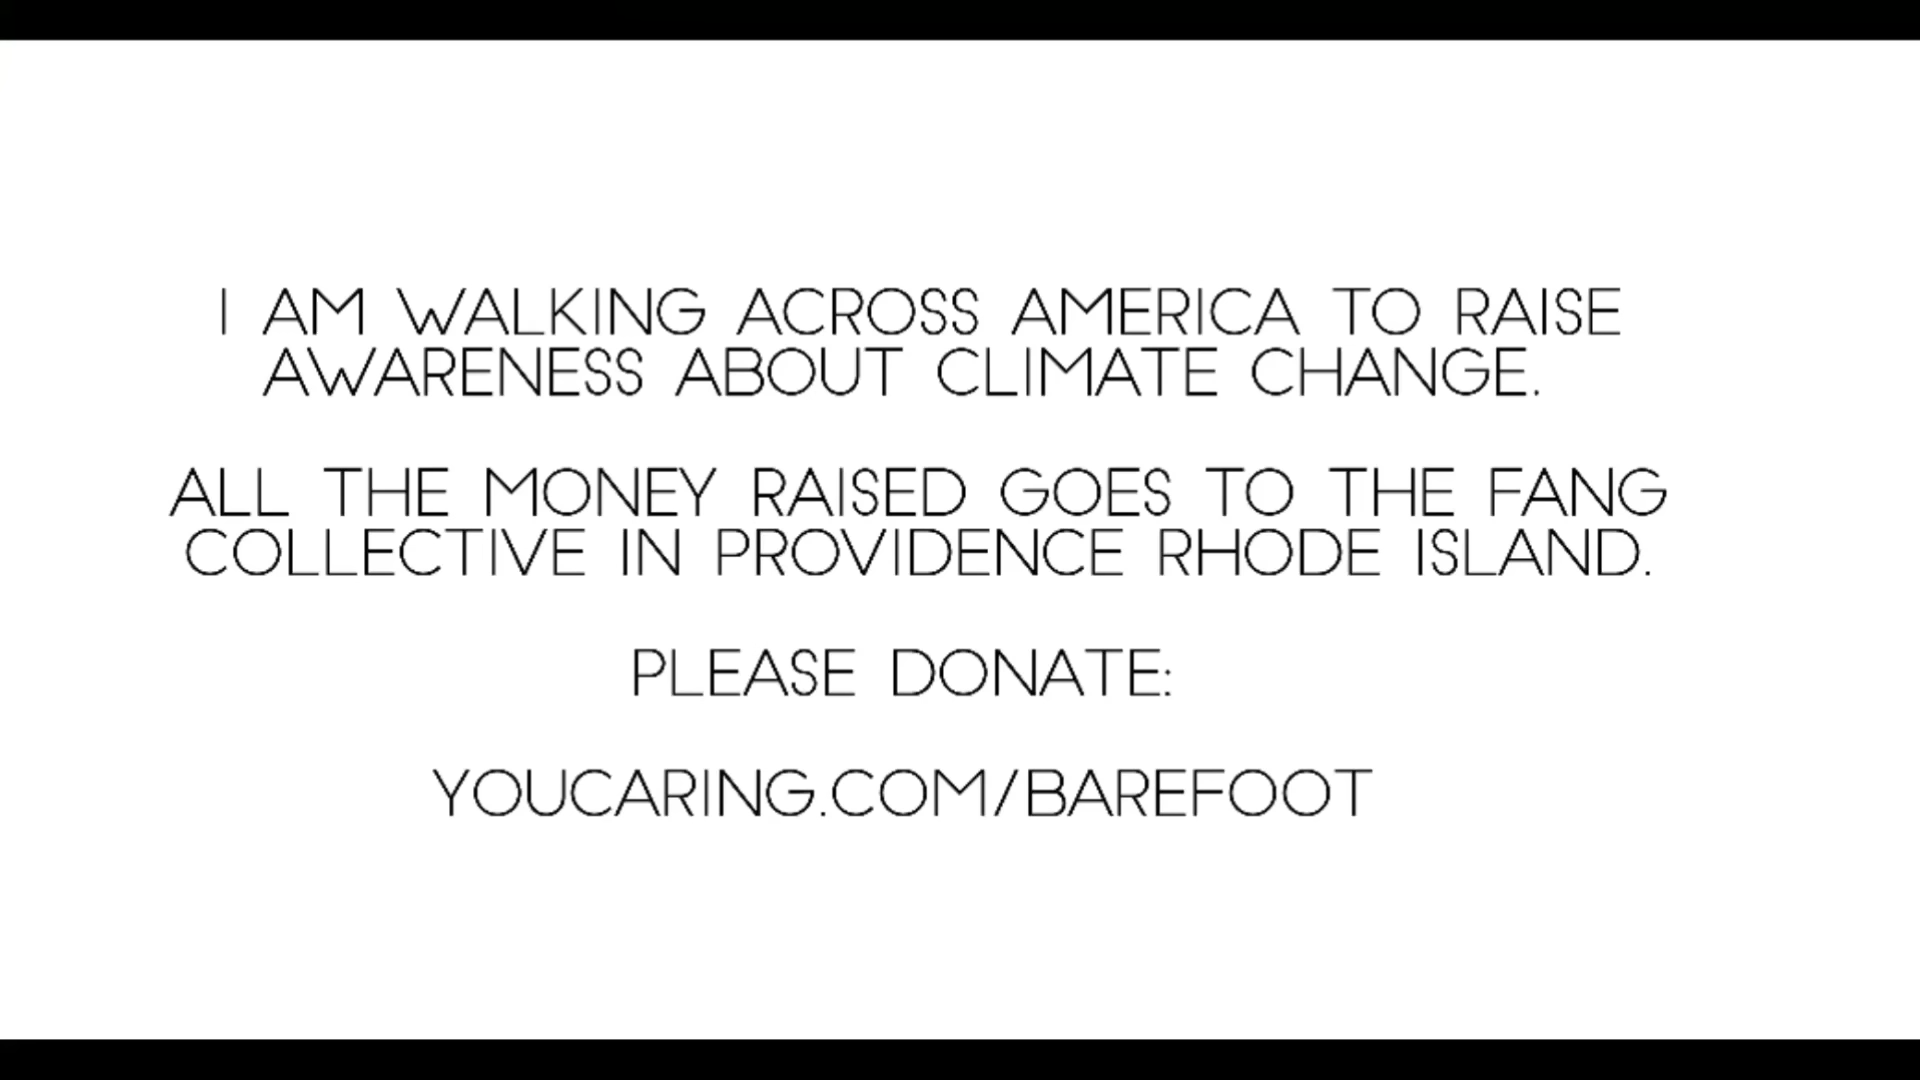 I AM WALKING ACROSS AMERICA TO RAISE
AWARENESS ABOUT CLIMATE CHANGE.
ALL THE MONEY RAISED GOES TO THE FANG
COLLECTIVE IN PROVIDENCE RHODE ISLAND.
PLEASE DONATE:
YOUCARING.COM/BAREFOOT